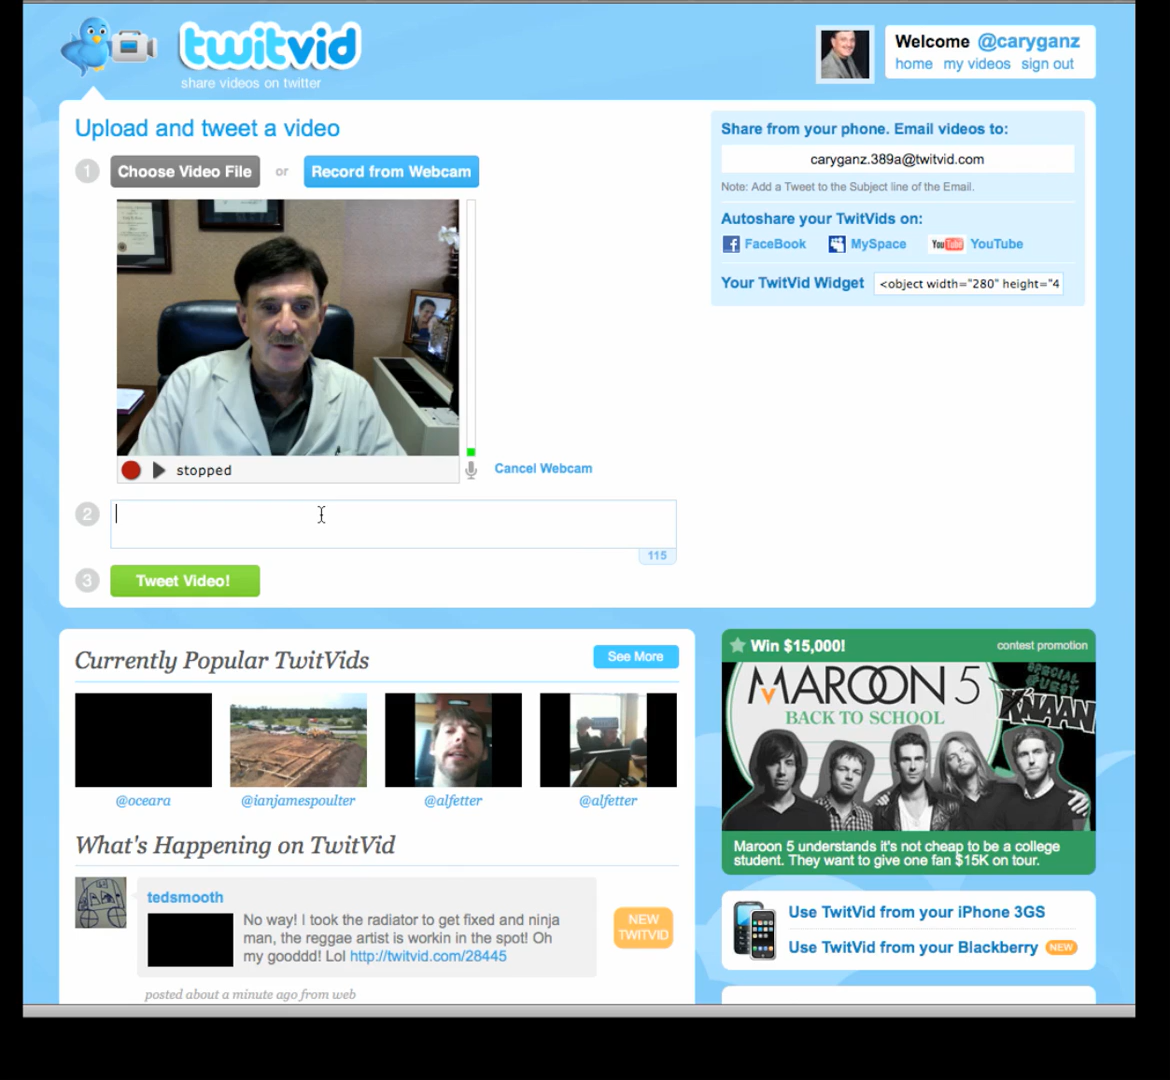 twitvid
share videos on twitter
Welcome @caryganz
home my videos sign out
Upload and tweet a video
1 Choose Video File or Record from Webcam
stopped
Cancel Webcam
2
115
3 Tweet Video!
Share from your phone. Email videos to:
caryganz.389a@twitvid.com
Note: Add a Tweet to the Subject line of the Email.
Autoshare your TwitVids on:
FaceBook MySpace You Tube YouTube
Your TwitVid Widget <object width="280" height="4
Currently Popular TwitVids See More
@oceara @ianjamespoulter @alfetter @alfetter
What's Happening on TwitVid
tedsmooth
No way! I took the radiator to get fixed and ninja
man, the reggae artist is workin in the spot! Oh
my gooddd! Lol http://twitvid.com/28445
NEW
TWITVID
posted about a minute ago from web
Win $15,000! contest promotion
MAROON 5
BACK TO SCHOOL
SPECIAL
GUEST
K'NAAN
Maroon 5 understands it's not cheap to be a college
student. They want to give one fan $15K on tour.
Use TwitVid from your iPhone 3GS
Use TwitVid from your Blackberry NEW